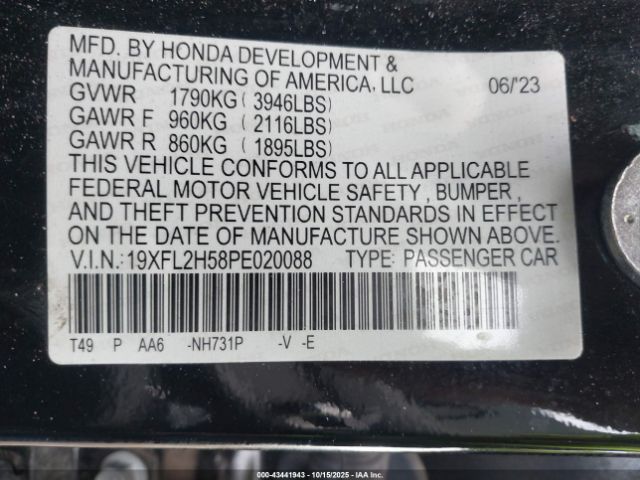 MFD. BY HONDA DEVELOPMENT &
MANUFACTURING OF AMERICA, LLC 06/'23
GVWR 1790KG ( 3946LBS)
GAWR F 960KG ( 2116LBS)
GAWR R 860KG ( 1895LBS)
THIS VEHICLE CONFORMS TO ALL APPLICABLE
FEDERAL MOTOR VEHICLE SAFETY , BUMPER ,
AND THEFT PREVENTION STANDARDS IN EFFECT
ON THE DATE OF MANUFACTURE SHOWN ABOVE.
V.I.N.: 19XFL2H58PE020088 TYPE: PASSENGER CAR
T49 P AA6 -NH731P -V -E
000-43441943 - 10/15/2025 - IAA Inc.